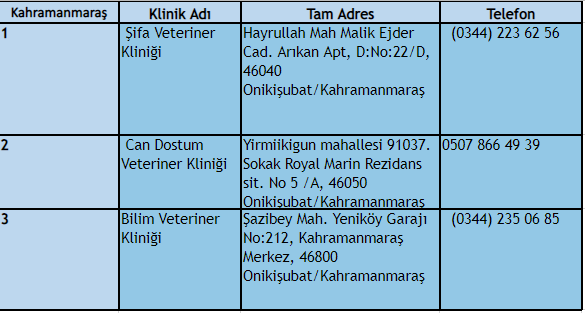 Kahramanmaraş Klinik Adı Tam Adres Telefon
1 Şifa Veteriner Hayrullah Mah Malik Ejder (0344) 223 62 56
Kliniği Cad. Arıkan Apt, D:No:22/D,
46040
Onikişubat/Kahramanmaraş
2 Can Dostum Yirmiikigun mahallesi 91037. 0507 866 49 39
Veteriner Kliniği Sokak Royal Marin Rezidans
sit. No 5 /A, 46050
Onikişubat/Kahramanmaraş
3 Bilim Veteriner Şazibey Mah. Yeniköy Garajı (0344) 235 06 85
Kliniği No:212, Kahramanmaraş
Merkez, 46800
Onikişubat/Kahramanmaraş